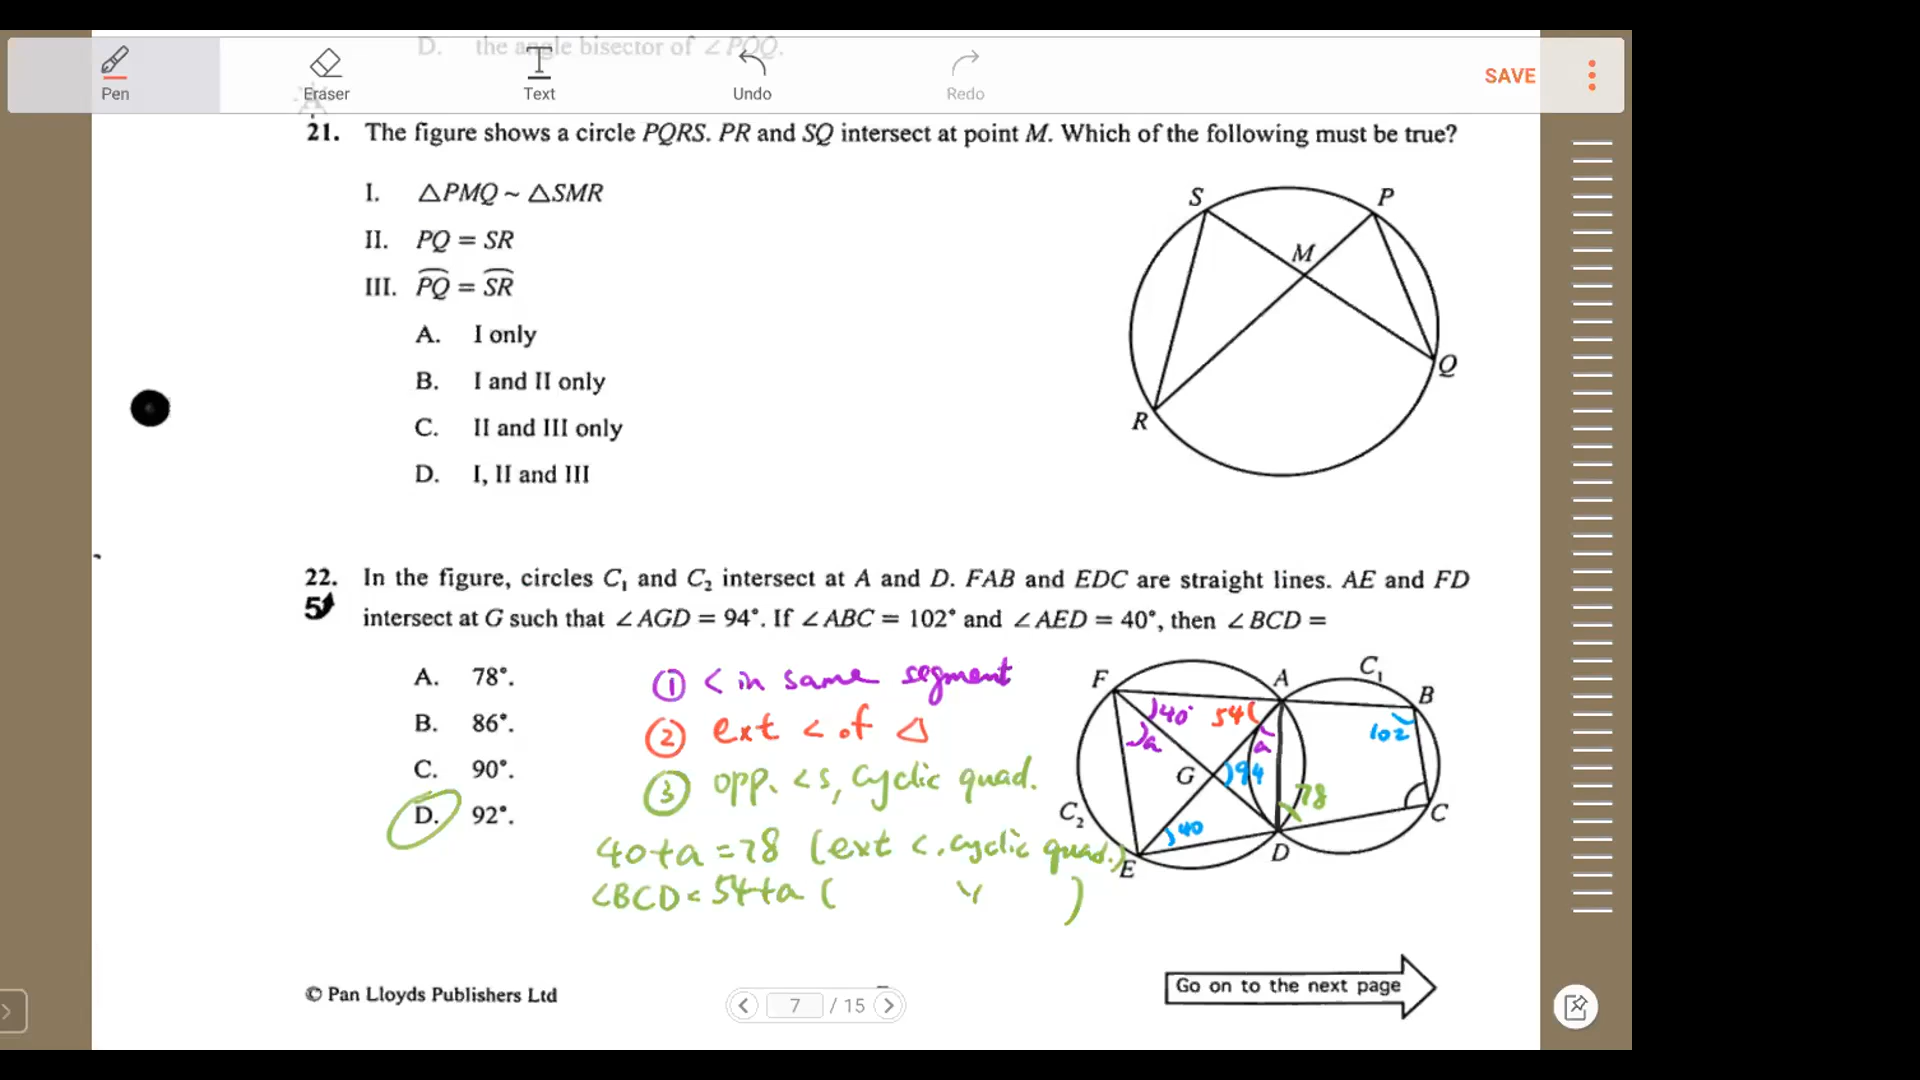 D. the angle bisector of ∠PQQ.
Pen
Eraser
Text
Undo
Redo
SAVE
21. The figure shows a circle PQRS. PR and SQ intersect at point M. Which of the following must be true?
I. △PMQ ~ △SMR
II. PQ = SR
III. P͡Q = S͡R
A. I only
B. I and II only
C. II and III only
D. I, II and III
S
P
M
Q
R
22. In the figure, circles C₁ and C₂ intersect at A and D. FAB and EDC are straight lines. AE and FD
5
intersect at G such that ∠AGD = 94°. If ∠ABC = 102° and ∠AED = 40°, then ∠BCD =
A. 78°.
B. 86°.
C. 90°.
D. 92°.
① < in same segment
② ext < of △
③ opp. <s, cyclic quad.
40+a = 78 (ext <. cyclic quad.)
<BCD = 54+a ( 〃 )
F
A
C₁
B
40°
54
102
a
a
G
94
78
C₂
C
40
E
D
© Pan Lloyds Publishers Ltd
7 / 15
Go on to the next page